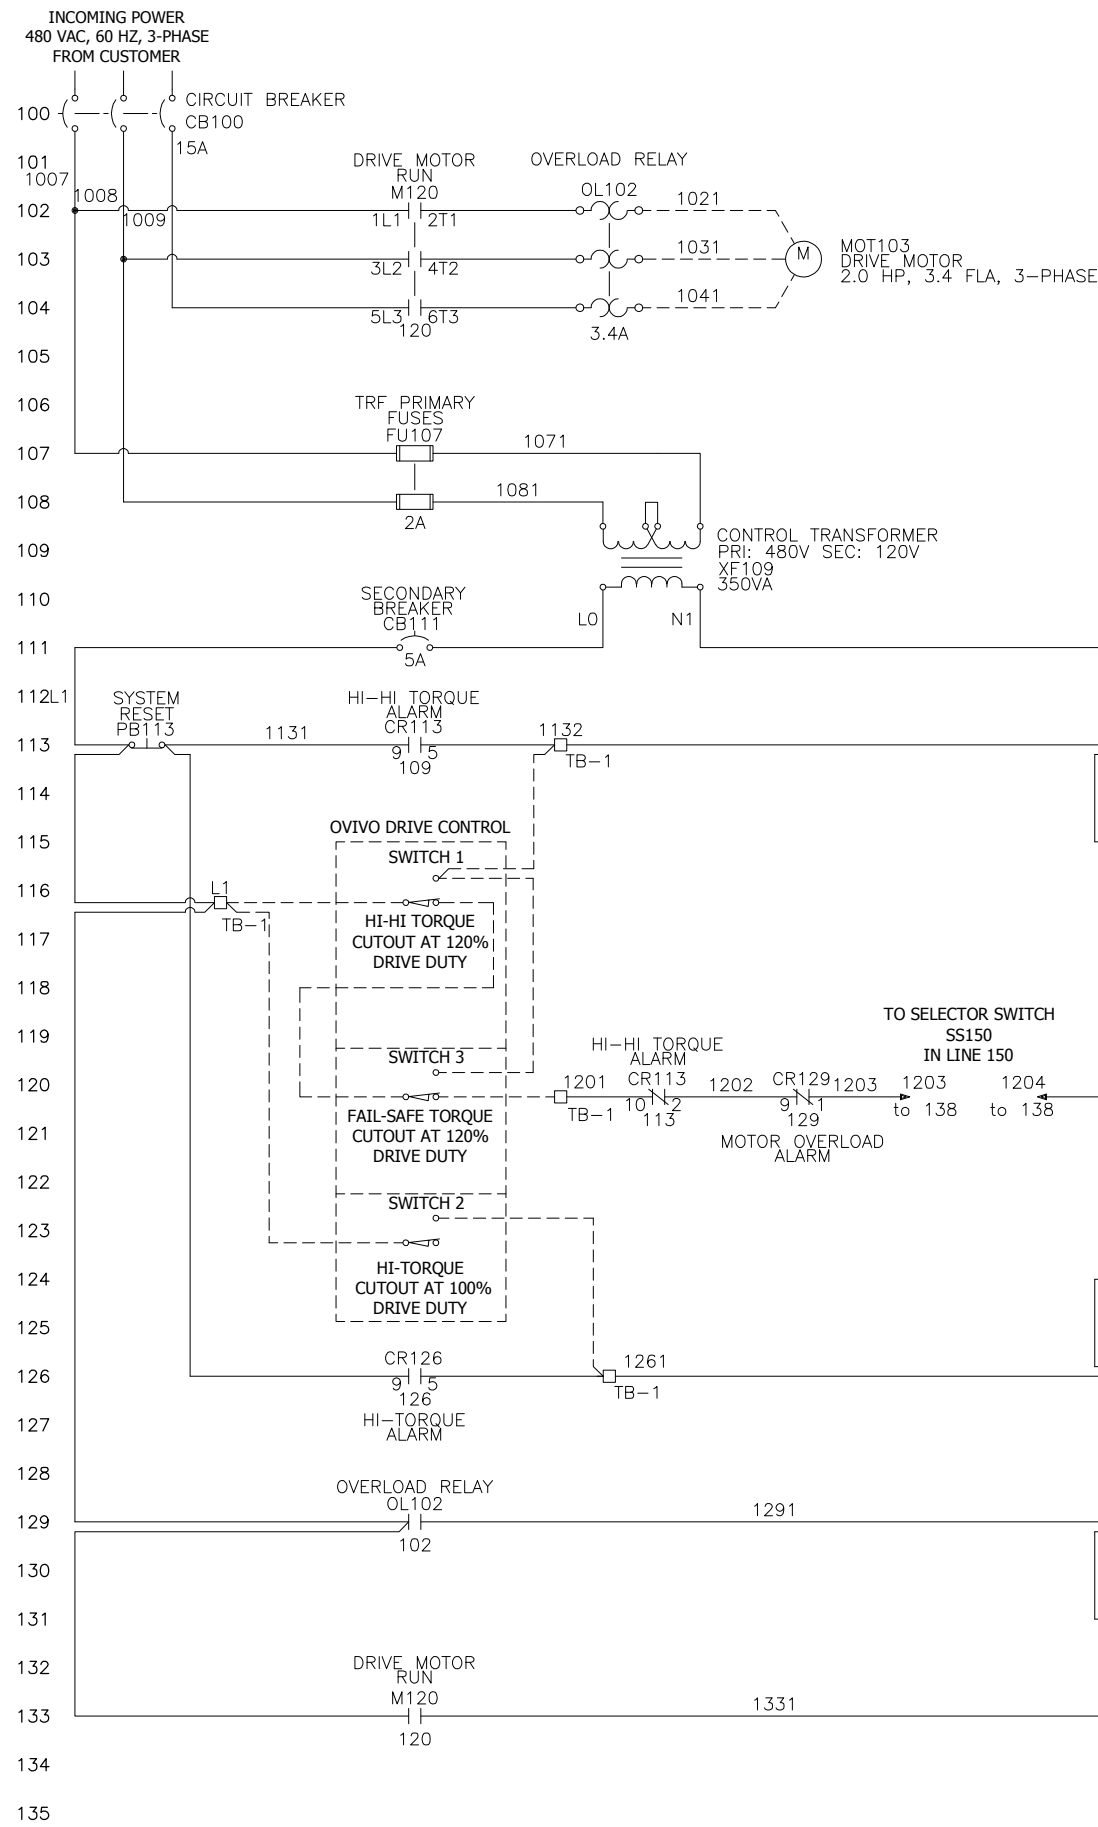 INCOMING POWER
480 VAC, 60 HZ, 3-PHASE
FROM CUSTOMER
100
CIRCUIT BREAKER
CB100
15A
101
1007
1008
1009
DRIVE MOTOR
RUN
M120
OVERLOAD RELAY
OL102
102
1L1 2T1
1021
103
3L2 4T2
1031
M
MOT103
DRIVE MOTOR
2.0 HP, 3.4 FLA, 3-PHASE
104
5L3 6T3
120
1041
3.4A
105
106
TRF PRIMARY
FUSES
FU107
107
1071
108
1081
2A
109
CONTROL TRANSFORMER
PRI: 480V SEC: 120V
XF109
350VA
110
SECONDARY
BREAKER
CB111
L0
N1
111
5A
112
L1
SYSTEM
RESET
PB113
HI-HI TORQUE
ALARM
CR113
113
1131
9 5
109
1132
TB-1
114
115
OVIVO DRIVE CONTROL
SWITCH 1
116
L1
TB-1
HI-HI TORQUE
CUTOUT AT 120%
DRIVE DUTY
117
118
119
TO SELECTOR SWITCH
SS150
IN LINE 150
SWITCH 3
HI-HI TORQUE
ALARM
120
1201
TB-1
CR113
10 2
113
1202
CR129
9 1
129
1203
1203
to 138
1204
to 138
121
FAIL-SAFE TORQUE
CUTOUT AT 120%
DRIVE DUTY
MOTOR OVERLOAD
ALARM
122
SWITCH 2
123
HI-TORQUE
CUTOUT AT 100%
DRIVE DUTY
124
125
126
CR126
9 5
126
1261
TB-1
127
HI-TORQUE
ALARM
128
OVERLOAD RELAY
OL102
129
102
1291
130
131
132
DRIVE MOTOR
RUN
M120
133
120
1331
134
135